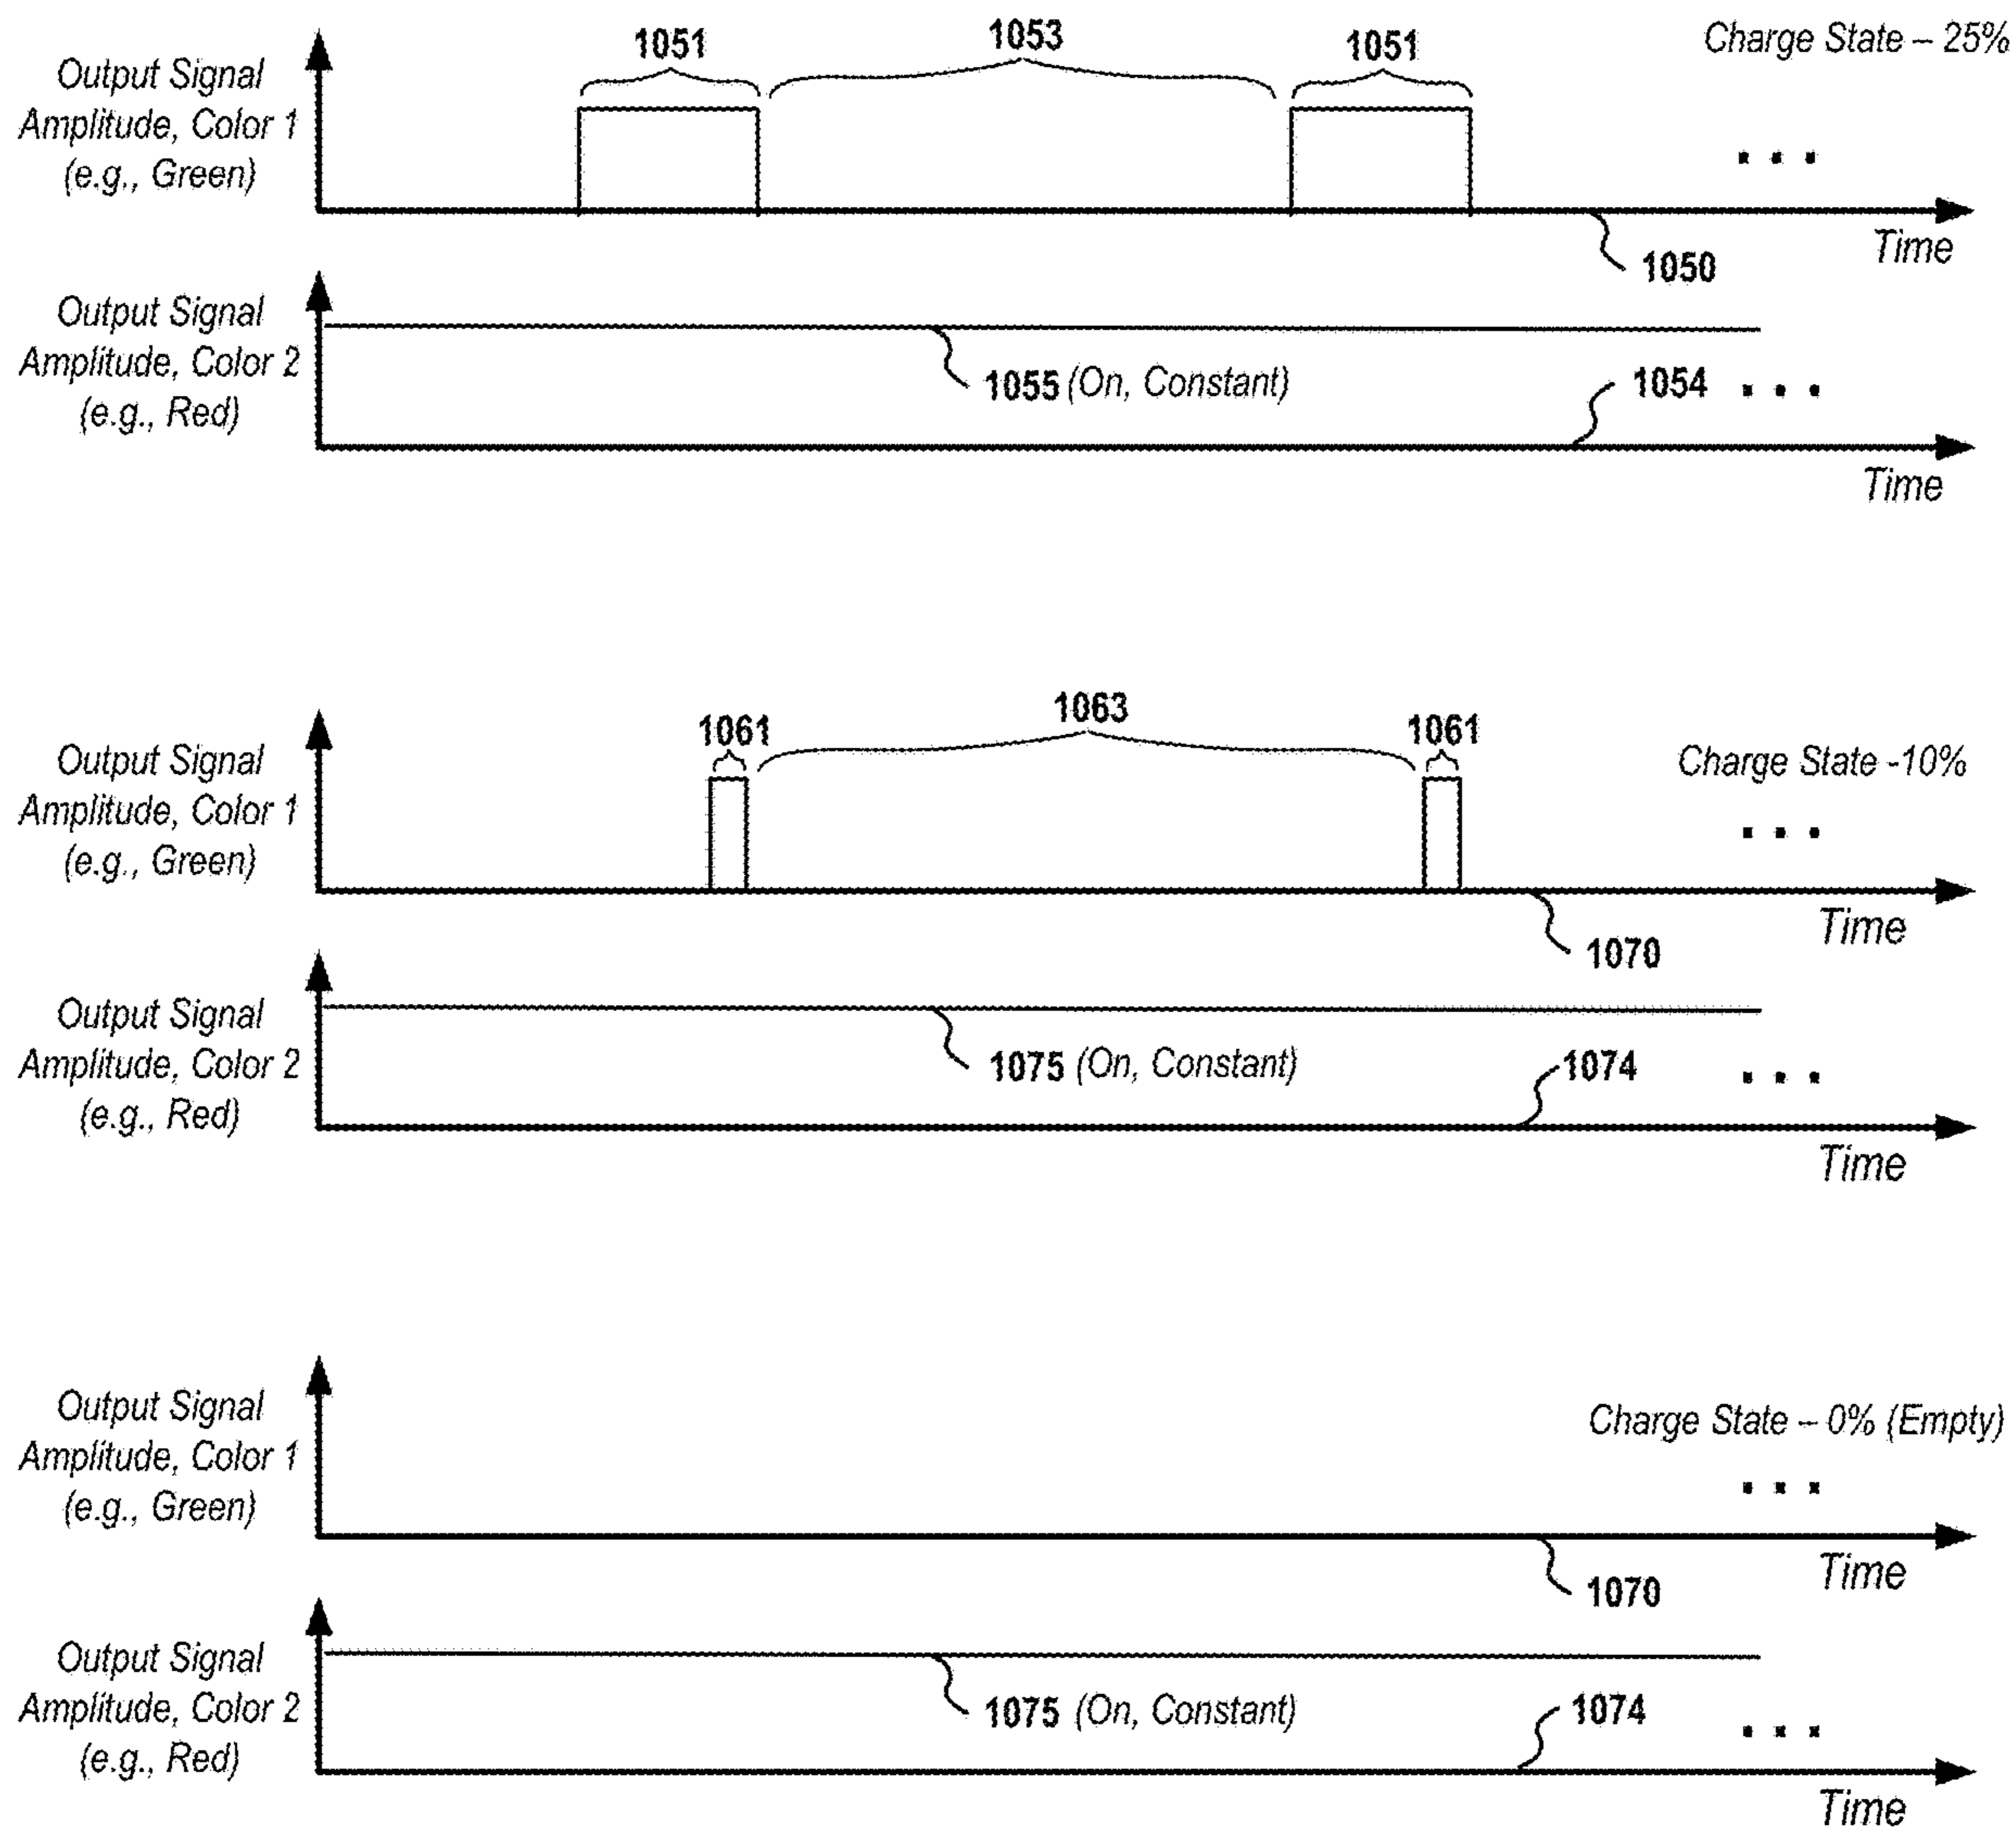 1051
1053
1051
Charge State – 25%
Output Signal
Amplitude, Color 1
(e.g., Green)
. . .
Time
1050
Output Signal
Amplitude, Color 2
(e.g., Red)
1055 (On, Constant)
1054
. . .
Time
1061
1063
1061
Output Signal
Amplitude, Color 1
(e.g., Green)
Charge State -10%
. . .
Time
1070
Output Signal
Amplitude, Color 2
(e.g., Red)
1075 (On, Constant)
1074
. . .
Time
Output Signal
Amplitude, Color 1
(e.g., Green)
Charge State – 0% (Empty)
. . .
Time
1070
Output Signal
Amplitude, Color 2
(e.g., Red)
1075 (On, Constant)
1074
. . .
Time